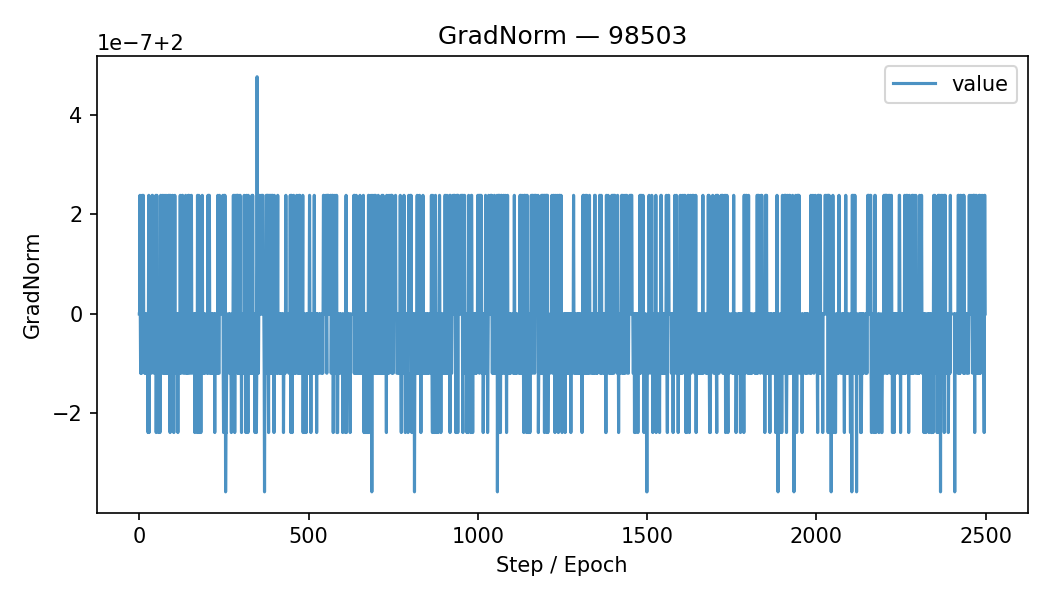 GradNorm — 98503
1e−7+2
value
4
2
0
−2
GradNorm
0
500
1000
1500
2000
2500
Step / Epoch